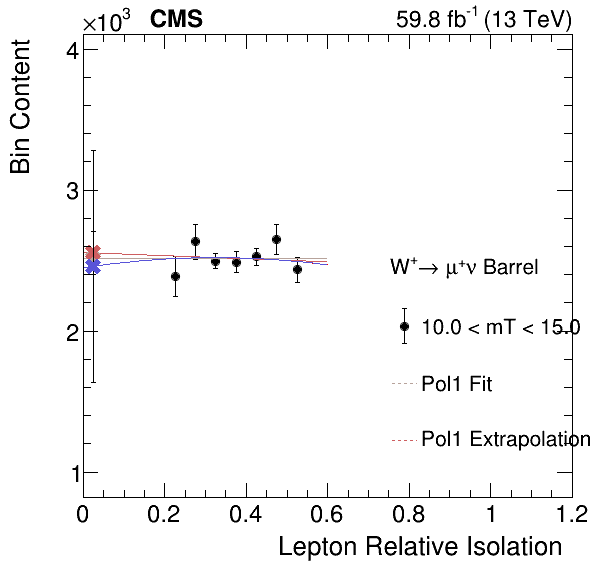 ×10³ CMS 59.8 fb⁻¹ (13 TeV)
Bin Content
4
3
2
1
W⁺→ μ⁺ν Barrel
10.0 < mT < 15.0
Pol1 Fit
Pol1 Extrapolation
0 0.2 0.4 0.6 0.8 1 1.2
Lepton Relative Isolation